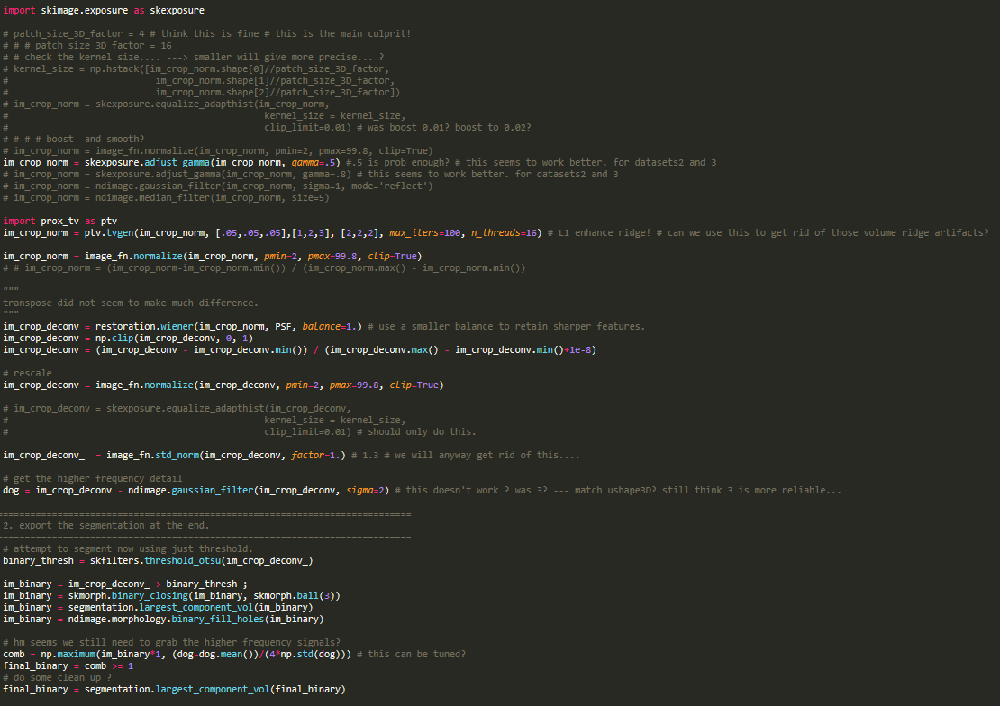 import skimage.exposure as skexposure
# patch_size_3D_factor = 4 # think this is fine # this is the main culprit!
# # # patch_size_3D_factor = 16
# # check the kernel size.... ---> smaller will give more precise... ?
# kernel_size = np.hstack([im_crop_norm.shape[0]//patch_size_3D_factor,
#                          im_crop_norm.shape[1]//patch_size_3D_factor,
#                          im_crop_norm.shape[2]//patch_size_3D_factor])
# im_crop_norm = skexposure.equalize_adapthist(im_crop_norm,
#                                              kernel_size = kernel_size,
#                                              clip_limit=0.01) # was boost 0.01? boost to 0.02?
# # # # boost  and smooth?
# im_crop_norm = image_fn.normalize(im_crop_norm, pmin=2, pmax=99.8, clip=True)
im_crop_norm = skexposure.adjust_gamma(im_crop_norm, gamma=.5) #.5 is prob enough? # this seems to work better. for datasets2 and 3
# im_crop_norm = skexposure.adjust_gamma(im_crop_norm, gamma=.8) # this seems to work better. for datasets2 and 3
# im_crop_norm = ndimage.gaussian_filter(im_crop_norm, sigma=1, mode='reflect')
# im_crop_norm = ndimage.median_filter(im_crop_norm, size=5)
import prox_tv as ptv
im_crop_norm = ptv.tvgen(im_crop_norm, [.05,.05,.05],[1,2,3], [2,2,2], max_iters=100, n_threads=16) # L1 enhance ridge! # can we use this to get rid of those volume ridge artifacts?
im_crop_norm = image_fn.normalize(im_crop_norm, pmin=2, pmax=99.8, clip=True)
# # im_crop_norm = (im_crop_norm-im_crop_norm.min()) / (im_crop_norm.max() - im_crop_norm.min())
"""
transpose did not seem to make much difference.
"""
im_crop_deconv = restoration.wiener(im_crop_norm, PSF, balance=1.) # use a smaller balance to retain sharper features.
im_crop_deconv = np.clip(im_crop_deconv, 0, 1)
im_crop_deconv = (im_crop_deconv - im_crop_deconv.min()) / (im_crop_deconv.max() - im_crop_deconv.min()+1e-8)
# rescale
im_crop_deconv = image_fn.normalize(im_crop_deconv, pmin=2, pmax=99.8, clip=True)
# im_crop_deconv = skexposure.equalize_adapthist(im_crop_deconv,
#                                              kernel_size = kernel_size,
#                                              clip_limit=0.01) # should only do this.
im_crop_deconv_  = image_fn.std_norm(im_crop_deconv, factor=1.) # 1.3 # we will anyway get rid of this....
# get the higher frequency detail
dog = im_crop_deconv - ndimage.gaussian_filter(im_crop_deconv, sigma=2) # this doesn't work ? was 3? --- match ushape3D? still think 3 is more reliable...
============================================================================
2. export the segmentation at the end.
============================================================================
# attempt to segment now using just threshold.
binary_thresh = skfilters.threshold_otsu(im_crop_deconv_)
im_binary = im_crop_deconv_ > binary_thresh ;
im_binary = skmorph.binary_closing(im_binary, skmorph.ball(3))
im_binary = segmentation.largest_component_vol(im_binary)
im_binary = ndimage.morphology.binary_fill_holes(im_binary)
# hm seems we still need to grab the higher frequency signals?
comb = np.maximum(im_binary*1, (dog-dog.mean())/(4*np.std(dog))) # this can be tuned?
final_binary = comb >= 1
# do some clean up ?
final_binary = segmentation.largest_component_vol(final_binary)